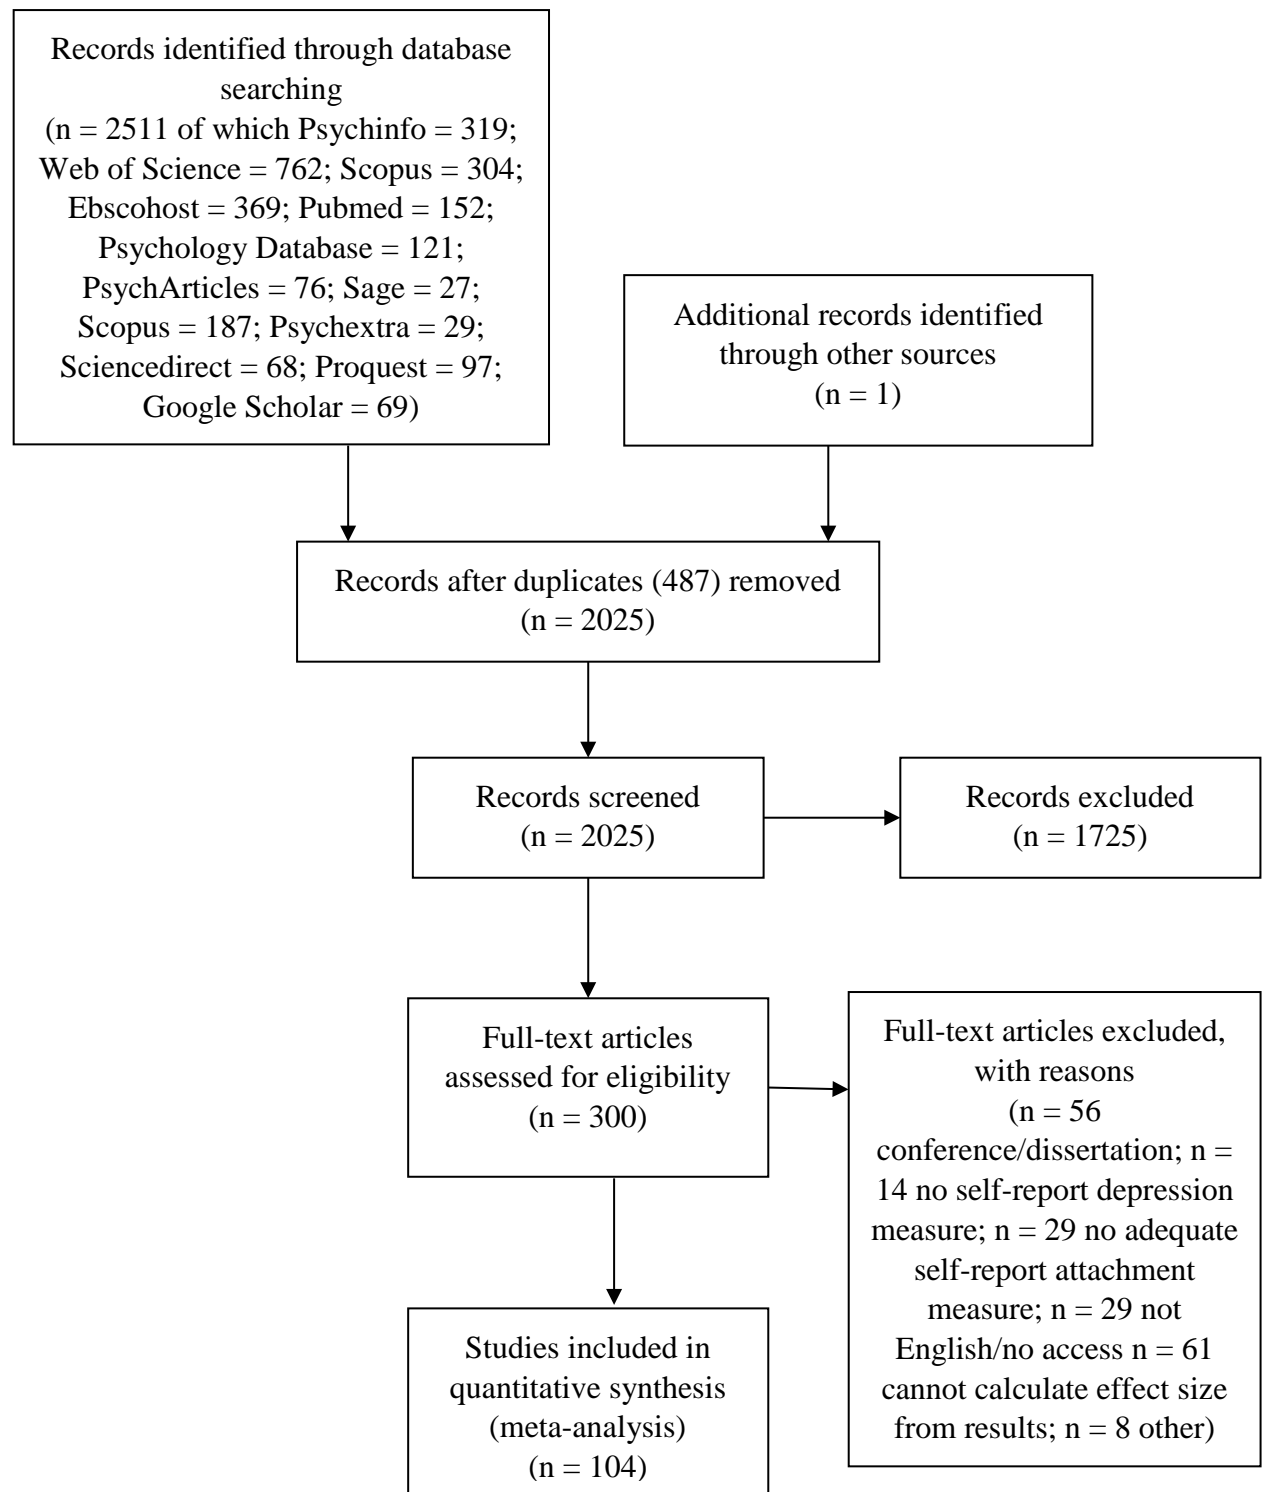 Records identified through database
searching
(n = 2511 of which Psychinfo = 319;
Web of Science = 762; Scopus = 304;
Ebscohost = 369; Pubmed = 152;
Psychology Database = 121;
PsychArticles = 76; Sage = 27;
Scopus = 187; Psychextra = 29;
Sciencedirect = 68; Proquest = 97;
Google Scholar = 69)
Additional records identified
through other sources
(n = 1)
Records after duplicates (487) removed
(n = 2025)
Records screened
(n = 2025)
Records excluded
(n = 1725)
Full-text articles
assessed for eligibility
(n = 300)
Full-text articles excluded,
with reasons
(n = 56
conference/dissertation; n =
14 no self-report depression
measure; n = 29 no adequate
self-report attachment
measure; n = 29 not
English/no access n = 61
cannot calculate effect size
from results; n = 8 other)
Studies included in
quantitative synthesis
(meta-analysis)
(n = 104)